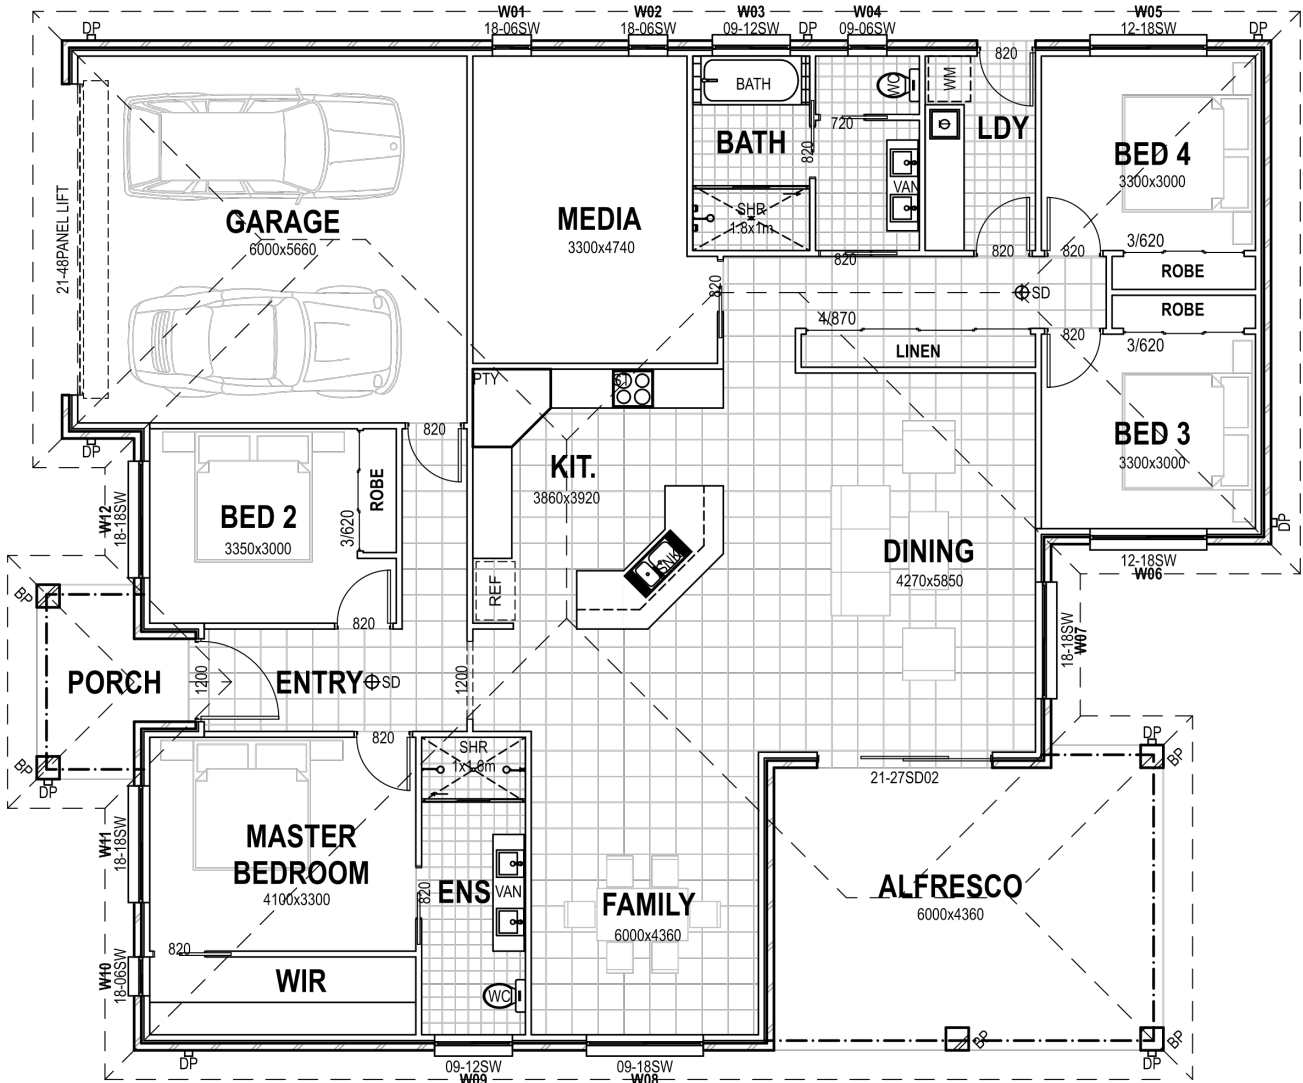 W01
18-06SW
W02
18-06SW
W03
09-12SW
DP
W04
09-06SW
W05
12-18SW
DP
DP
820
BATH
WC
WM
BATH
720
820
VAN
LDY
BED 4
3300x3000
21-48PANEL LIFT
GARAGE
6000x5660
MEDIA
3300x4740
SHR
1.8x1m
820
820
820
3/620
ROBE
820
SD
ROBE
4/870
820
3/620
LINEN
PTY
DP
820
BED 3
3300x3000
KIT.
3860x3920
ROBE
W12
18-18SW
BED 2
3350x3000
3/620
DP
DINING
4270x5850
SNK
12-18SW
W06
REF
BP
820
W07
18-18SW
PORCH
1200
ENTRY
SD
1200
BP
DP
820
SHR
1x1.8m
DP
BP
21-27SD02
W11
18-18SW
MASTER
BEDROOM
4100x3300
820
ENS
VAN
FAMILY
6000x4360
ALFRESCO
6000x4360
820
W10
18-06SW
WIR
WC
BP
BP
DP
DP
09-12SW
W09
09-18SW
W08